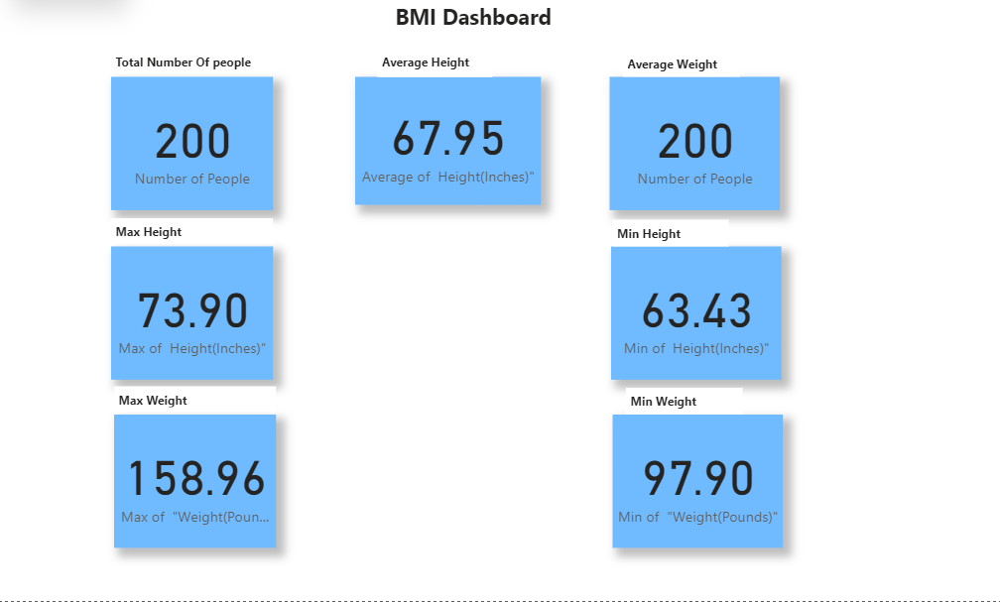 BMI Dashboard
Total Number Of people
Average Height
Average Weight
200
Number of People
67.95
Average of  Height(Inches)"
200
Number of People
Max Height
Min Height
73.90
Max of  Height(Inches)"
63.43
Min of  Height(Inches)"
Max Weight
Min Weight
158.96
Max of  "Weight(Poun...
97.90
Min of  "Weight(Pounds)"